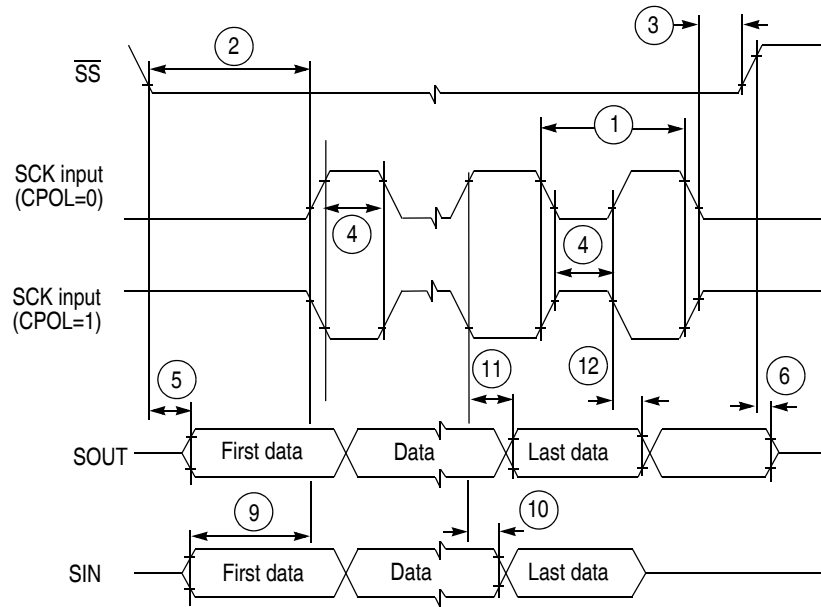 3
2
SS
1
SCK input
(CPOL=0)
4
4
SCK input
(CPOL=1)
5
11
12
6
SOUT
First data
Data
Last data
9
10
SIN
First data
Data
Last data